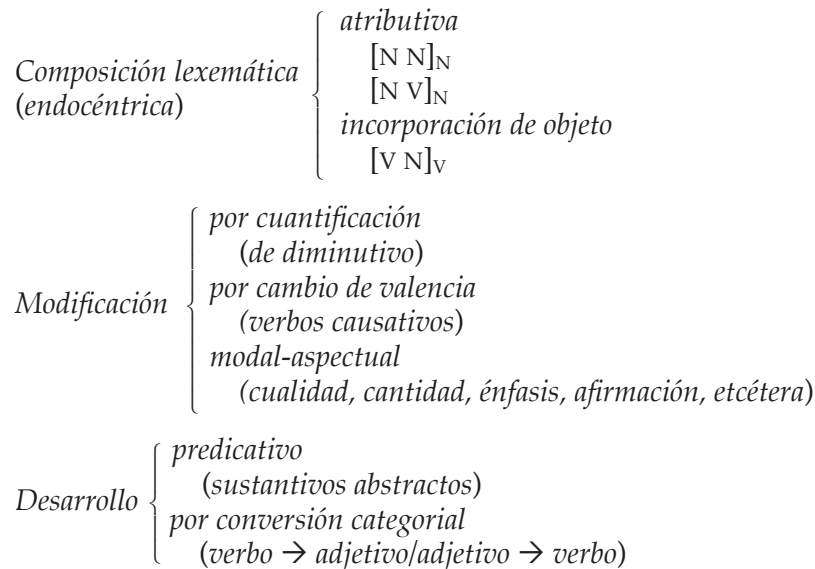 Composición lexemática
(endocéntrica)
atributiva
[N N]N
[N V]N
incorporación de objeto
[V N]V
Modificación
por cuantificación
(de diminutivo)
por cambio de valencia
(verbos causativos)
modal-aspectual
(cualidad, cantidad, énfasis, afirmación, etcétera)
Desarrollo
predicativo
(sustantivos abstractos)
por conversión categorial
(verbo → adjetivo/adjetivo → verbo)